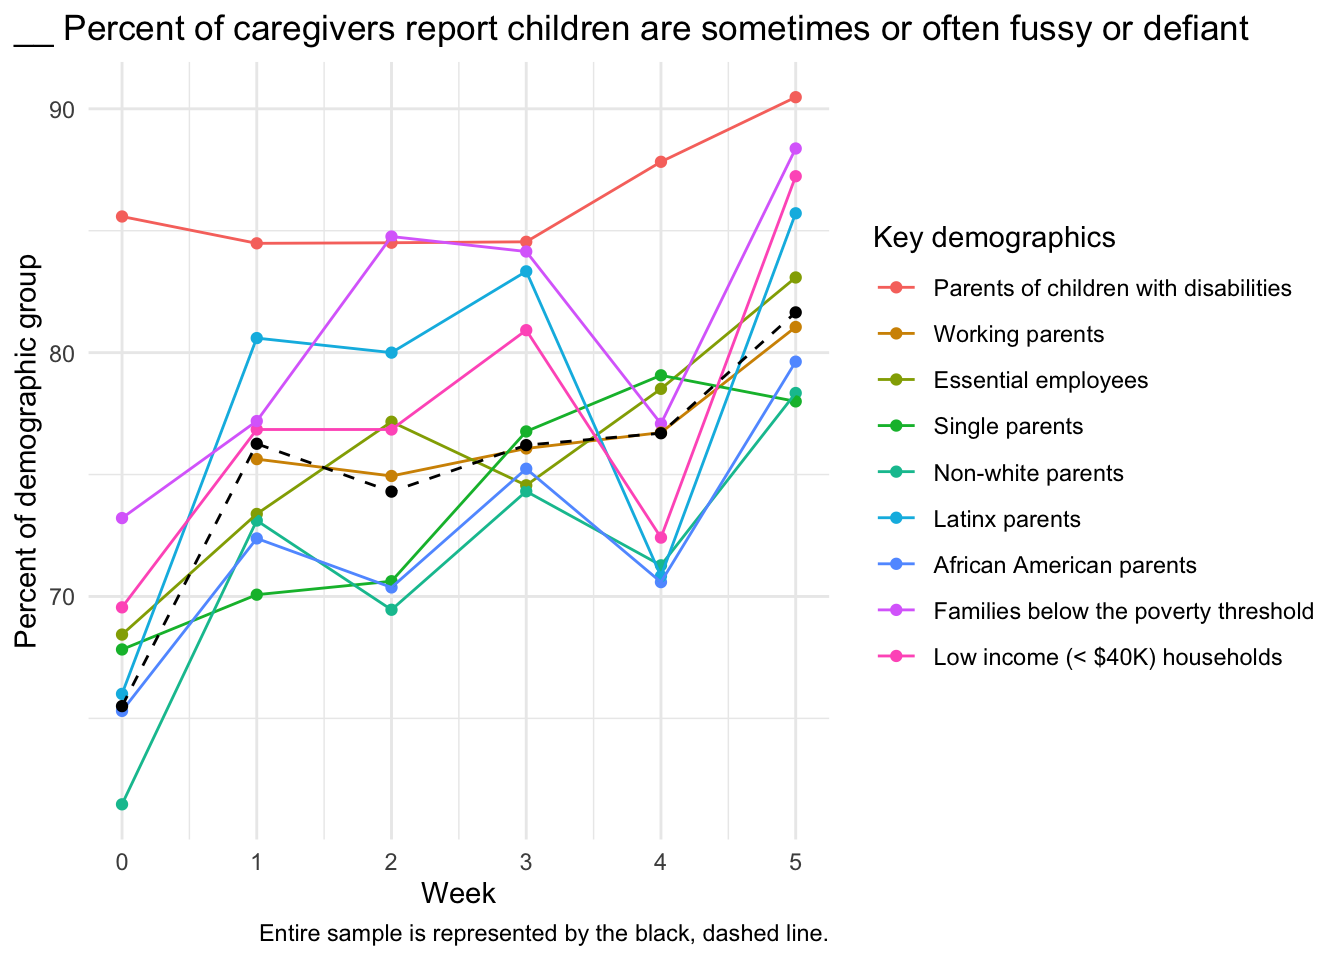 __ Percent of caregivers report children are sometimes or often fussy or defiant
90
80
70
Percent of demographic group
0 1 2 3 4 5
Week
Entire sample is represented by the black, dashed line.
Key demographics
Parents of children with disabilities
Working parents
Essential employees
Single parents
Non-white parents
Latinx parents
African American parents
Families below the poverty threshold
Low income (< $40K) households